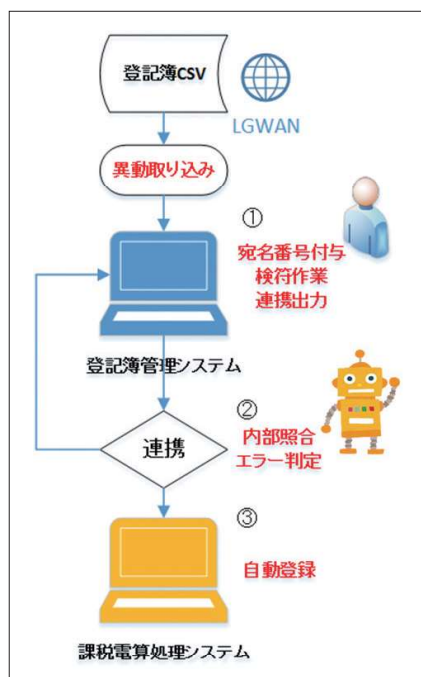 登記簿CSV
LGWAN
異動取り込み
①
宛名番号付与
検符作業
連携出力
登記簿管理システム
②
連携
内部照合
エラー判定
③
自動登録
課税電算処理システム